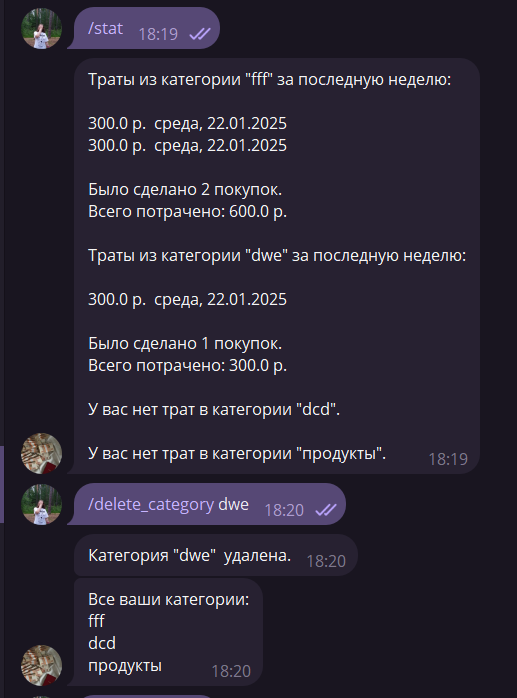 /stat 18:19
Траты из категории "fff" за последную неделю:
300.0 р.  среда, 22.01.2025
300.0 р.  среда, 22.01.2025
Было сделано 2 покупок.
Всего потрачено: 600.0 р.
Траты из категории "dwe" за последную неделю:
300.0 р.  среда, 22.01.2025
Было сделано 1 покупок.
Всего потрачено: 300.0 р.
У вас нет трат в категории "dcd".
У вас нет трат в категории "продукты". 18:19
/delete_category dwe 18:20
Категория "dwe"  удалена. 18:20
Все ваши категории:
fff
dcd
продукты 18:20